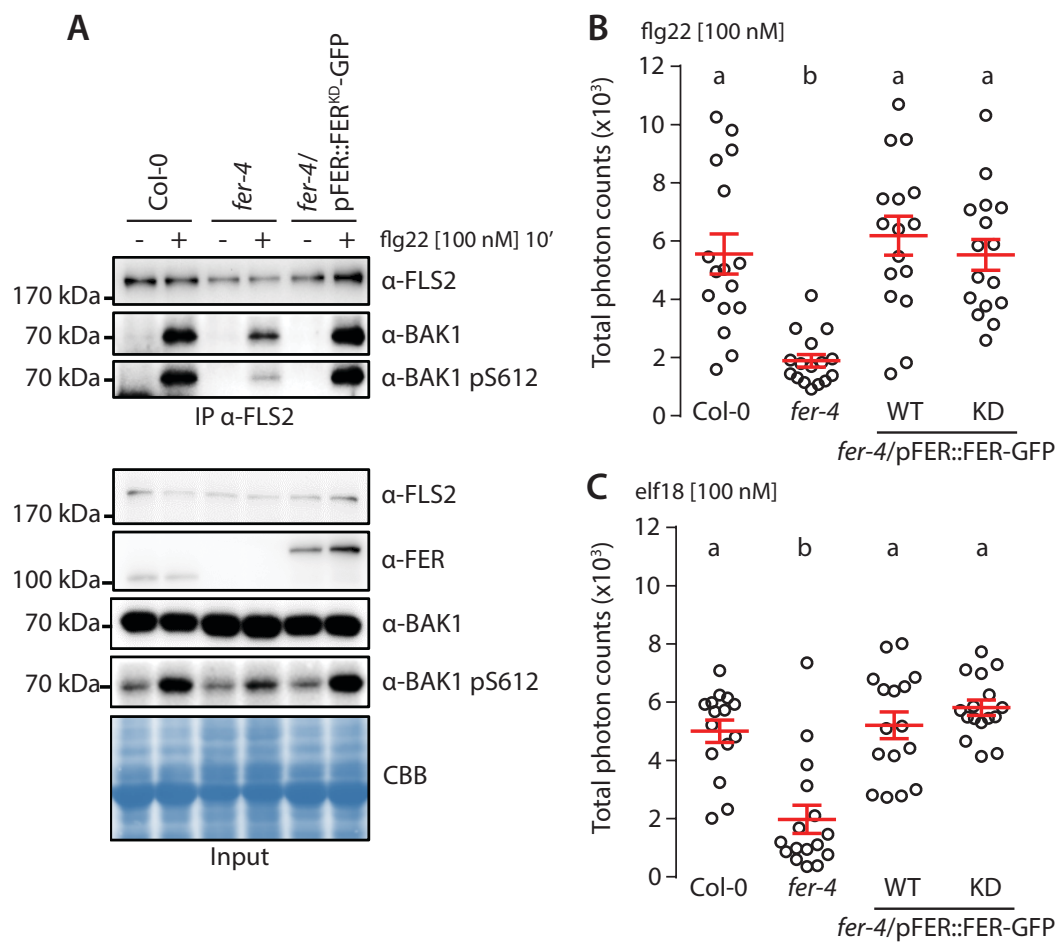 A
Col-0
fer-4
fer-4/
pFER::FERKD-GFP
- + - + - + flg22 [100 nM] 10′
170 kDa
α-FLS2
70 kDa
α-BAK1
70 kDa
α-BAK1 pS612
IP α-FLS2
170 kDa
α-FLS2
100 kDa
α-FER
70 kDa
α-BAK1
70 kDa
α-BAK1 pS612
CBB
Input
B flg22 [100 nM]
Total photon counts (x10³)
12
10
8
6
4
2
0
a b a a
Col-0 fer-4 WT KD
fer-4/pFER::FER-GFP
C elf18 [100 nM]
Total photon counts (x10³)
12
10
8
6
4
2
0
a b a a
Col-0 fer-4 WT KD
fer-4/pFER::FER-GFP